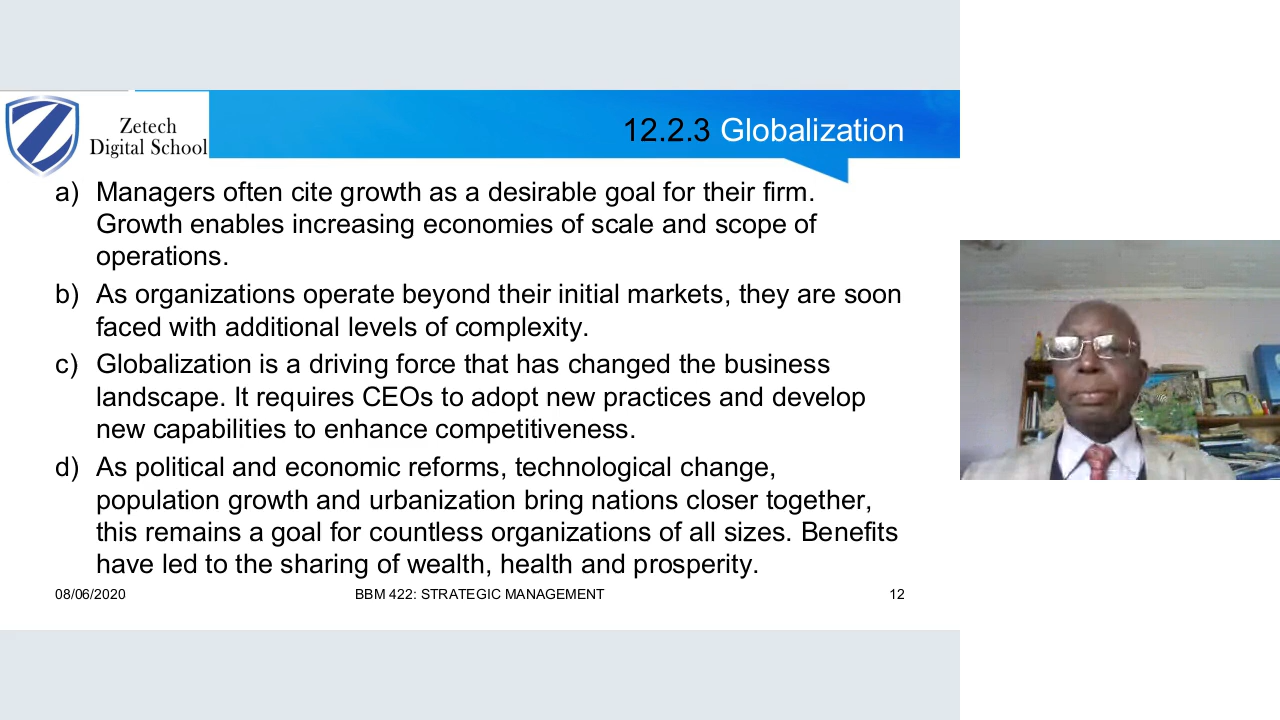 Zetech
Digital School
12.2.3 Globalization
a) Managers often cite growth as a desirable goal for their firm.
Growth enables increasing economies of scale and scope of
operations.
b) As organizations operate beyond their initial markets, they are soon
faced with additional levels of complexity.
c) Globalization is a driving force that has changed the business
landscape. It requires CEOs to adopt new practices and develop
new capabilities to enhance competitiveness.
d) As political and economic reforms, technological change,
population growth and urbanization bring nations closer together,
this remains a goal for countless organizations of all sizes. Benefits
have led to the sharing of wealth, health and prosperity.
08/06/2020 BBM 422: STRATEGIC MANAGEMENT 12